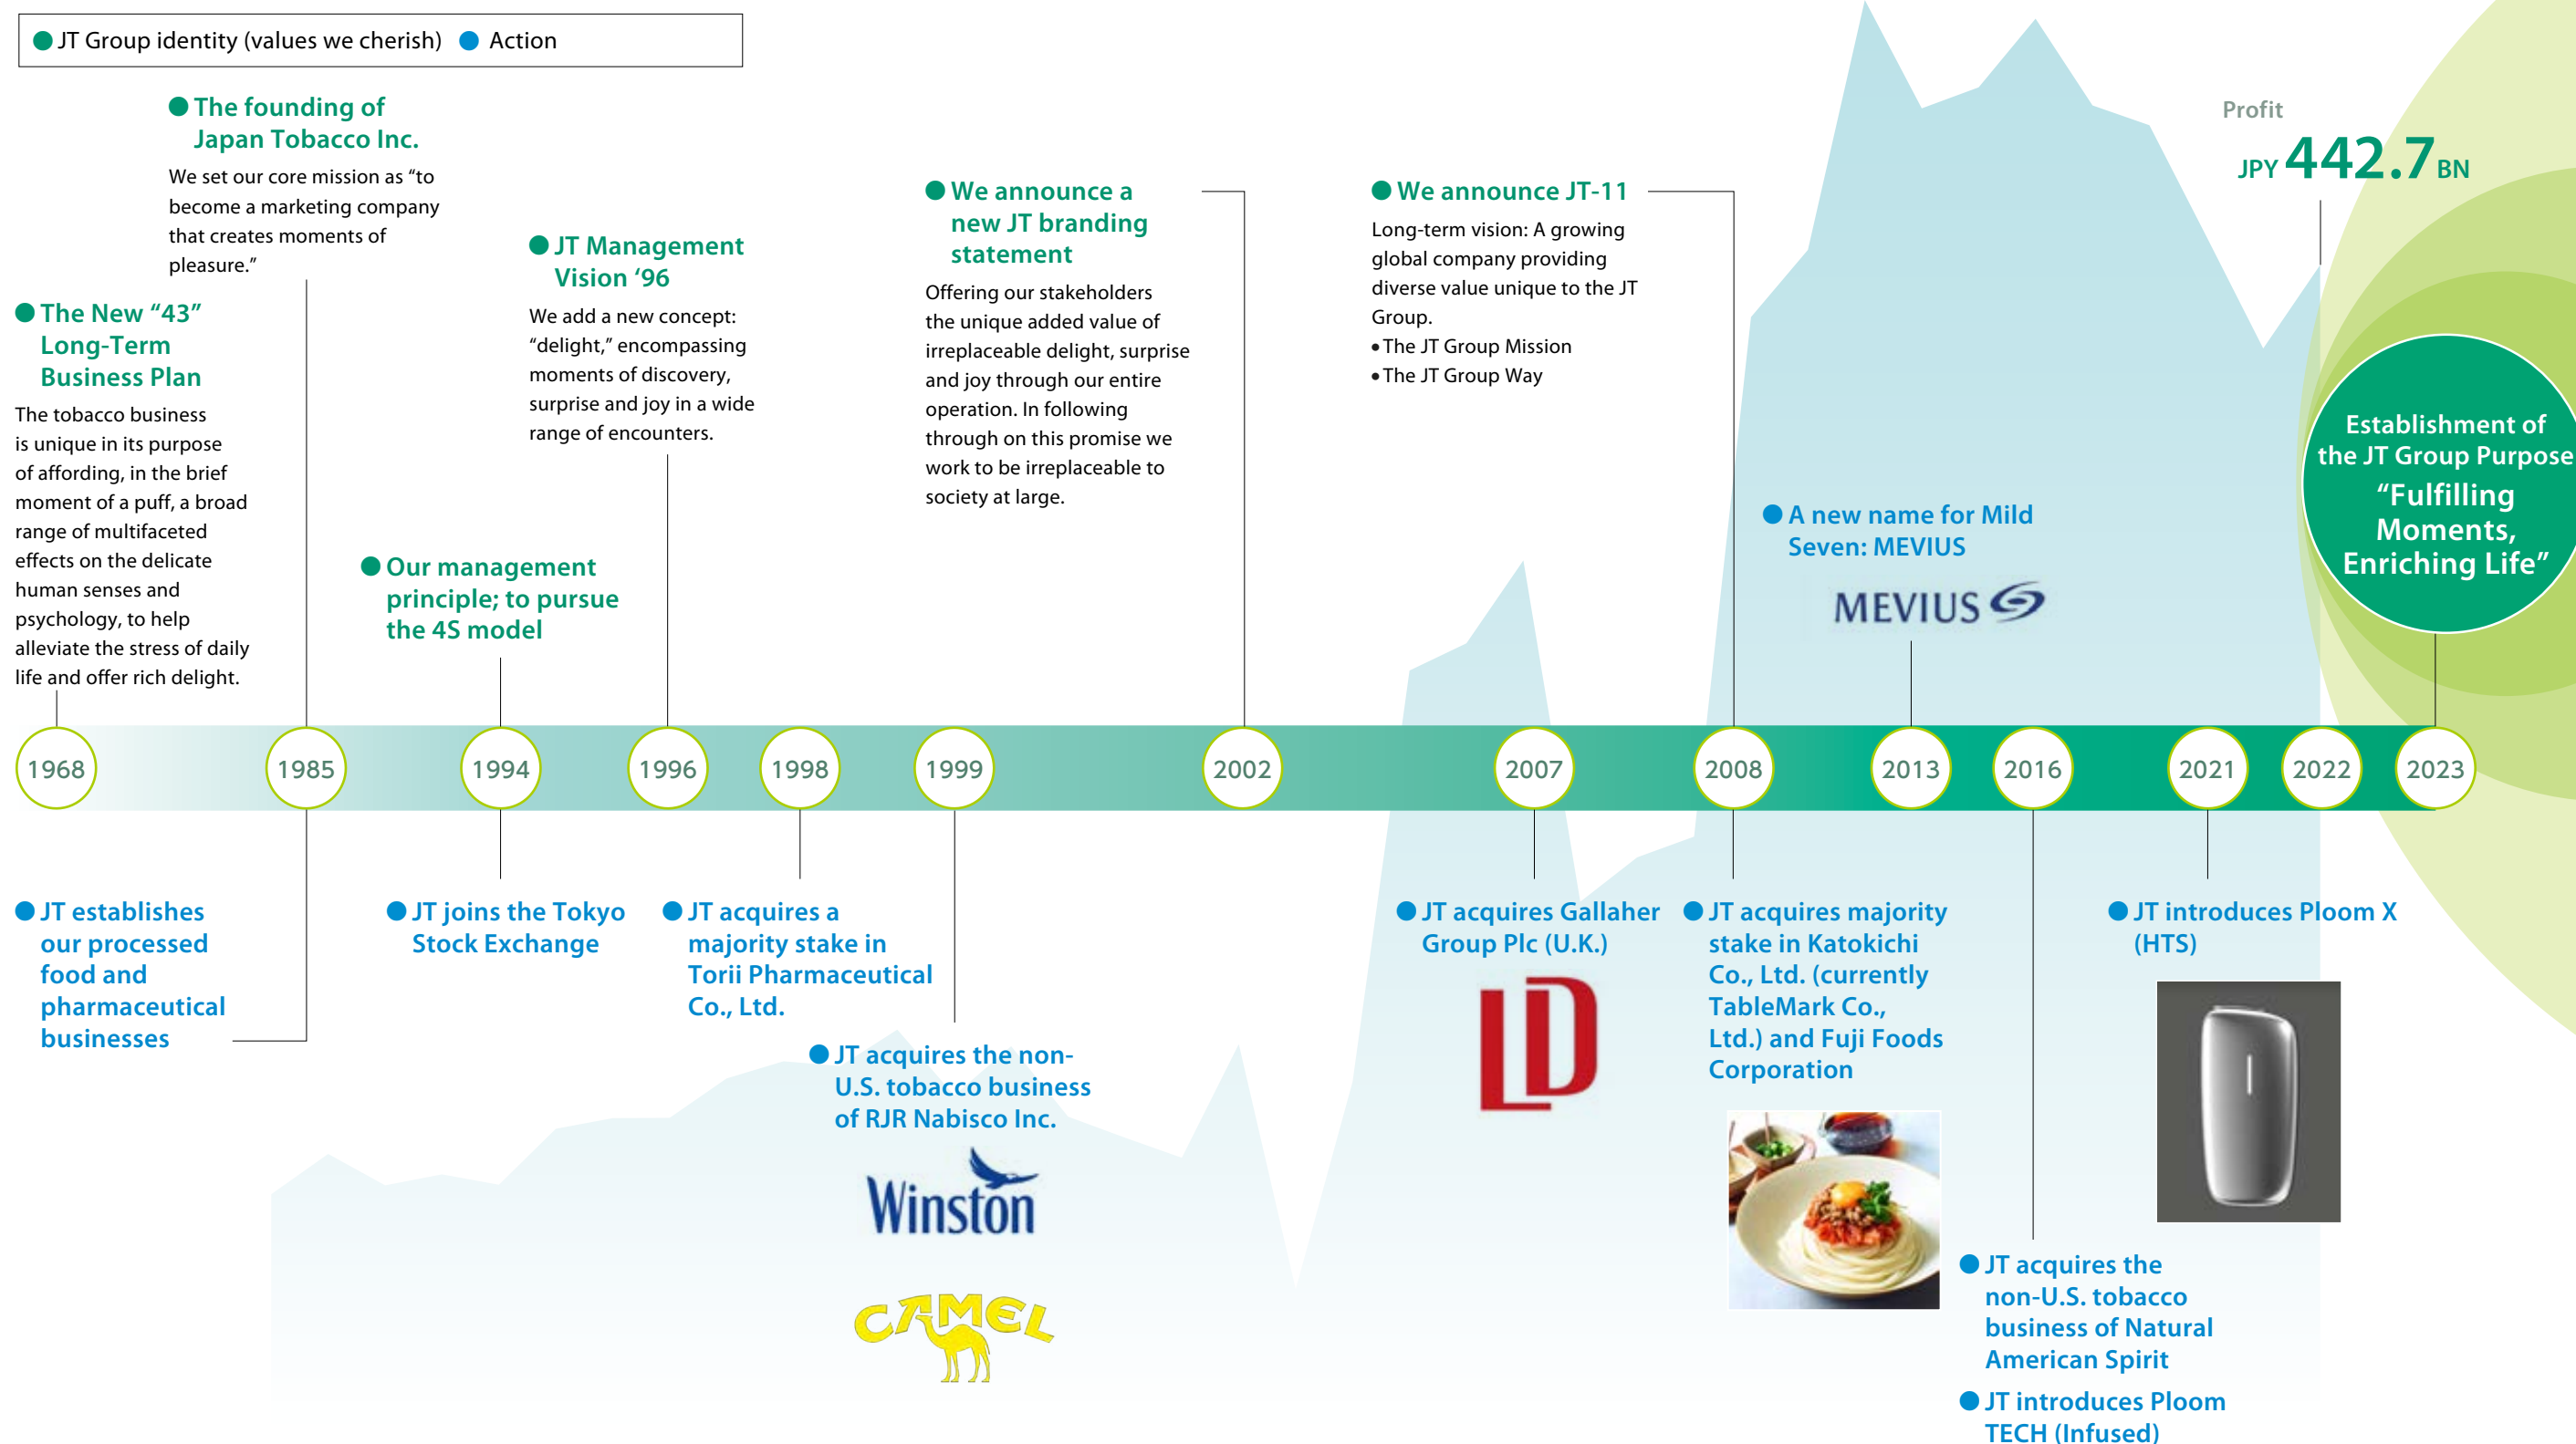 JT Group identity (values we cherish) Action
The founding of
Japan Tobacco Inc.
We set our core mission as “to
become a marketing company
that creates moments of
pleasure.”
The New “43”
Long-Term
Business Plan
The tobacco business
is unique in its purpose
of affording, in the brief
moment of a puff, a broad
range of multifaceted
effects on the delicate
human senses and
psychology, to help
alleviate the stress of daily
life and offer rich delight.
Our management
principle; to pursue
the 4S model
JT Management
Vision ‘96
We add a new concept:
“delight,” encompassing
moments of discovery,
surprise and joy in a wide
range of encounters.
We announce a
new JT branding
statement
Offering our stakeholders
the unique added value of
irreplaceable delight, surprise
and joy through our entire
operation. In following
through on this promise we
work to be irreplaceable to
society at large.
We announce JT-11
Long-term vision: A growing
global company providing
diverse value unique to the JT
Group.
• The JT Group Mission
• The JT Group Way
A new name for Mild
Seven: MEVIUS
MEVIUS
Profit
JPY 442.7 BN
Establishment of
the JT Group Purpose
“Fulfilling
Moments,
Enriching Life”
1968 1985 1994 1996 1998 1999 2002 2007 2008 2013 2016 2021 2022 2023
JT establishes
our processed
food and
pharmaceutical
businesses
JT joins the Tokyo
Stock Exchange
JT acquires a
majority stake in
Torii Pharmaceutical
Co., Ltd.
JT acquires the non-
U.S. tobacco business
of RJR Nabisco Inc.
Winston
CAMEL
JT acquires Gallaher
Group Plc (U.K.)
LD
JT acquires majority
stake in Katokichi
Co., Ltd. (currently
TableMark Co.,
Ltd.) and Fuji Foods
Corporation
JT acquires the
non-U.S. tobacco
business of Natural
American Spirit
JT introduces Ploom
TECH (Infused)
JT introduces Ploom X
(HTS)